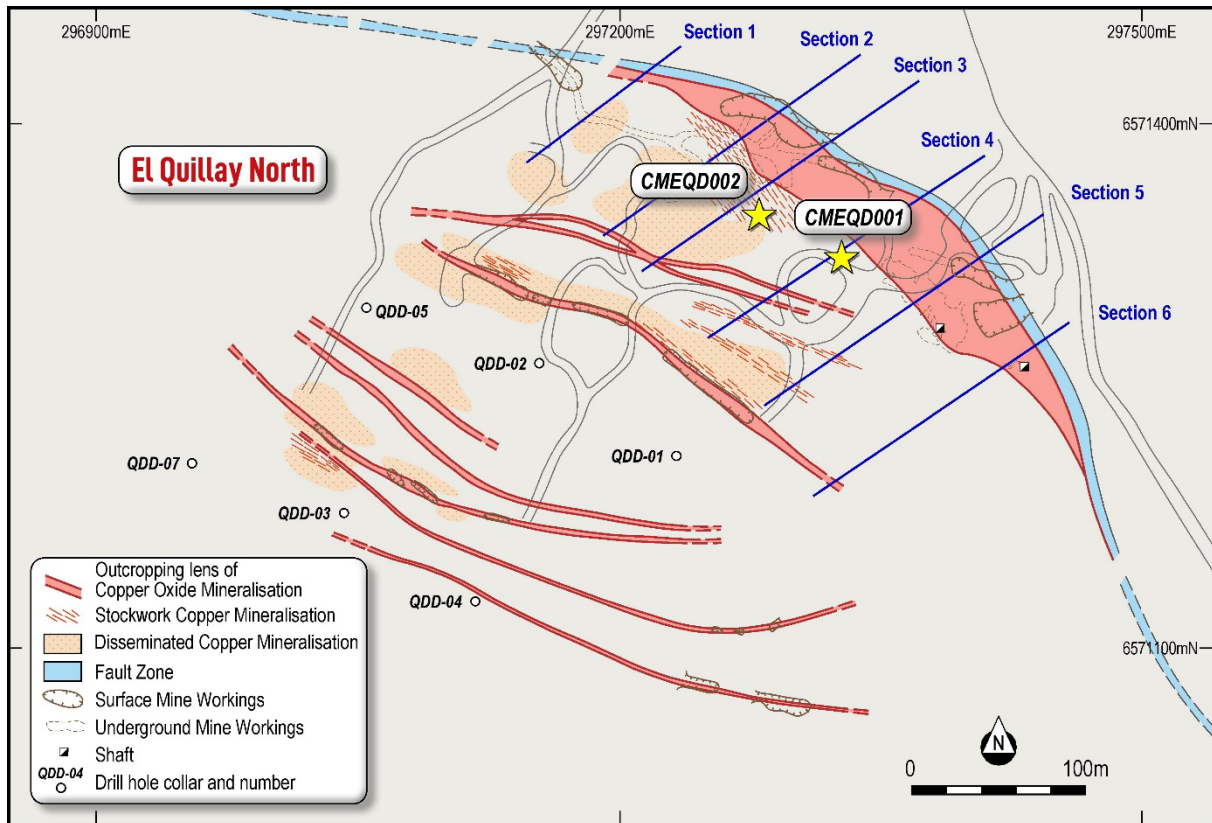 296900mE
297200mE
297500mE
Section 1
Section 2
Section 3
6571400mN
Section 4
El Quillay North
CMEQD002
Section 5
CMEQD001
QDD-05
Section 6
QDD-02
QDD-01
QDD-07
QDD-03
QDD-04
6571100mN
Outcropping lens of
Copper Oxide Mineralisation
Stockwork Copper Mineralisation
Disseminated Copper Mineralisation
Fault Zone
Surface Mine Workings
Underground Mine Workings
Shaft
QDD-04
Drill hole collar and number
N
0 100m